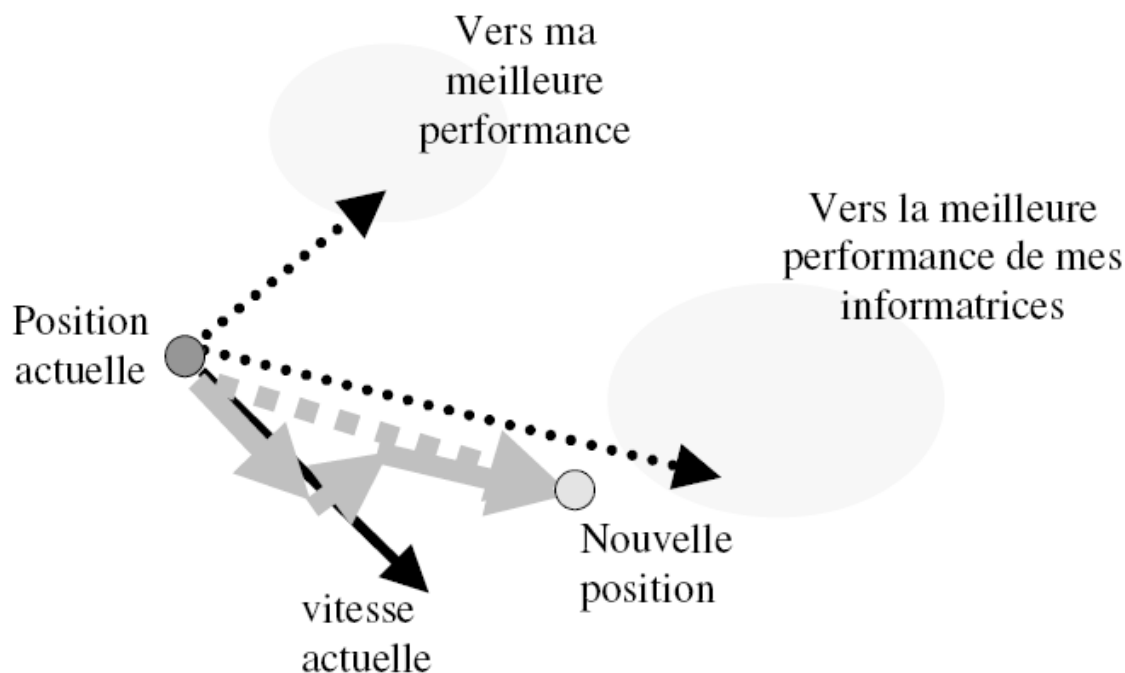 Vers ma
meilleure
performance
Vers la meilleure
performance de mes
informatrices
Position
actuelle
Nouvelle
position
vitesse
actuelle